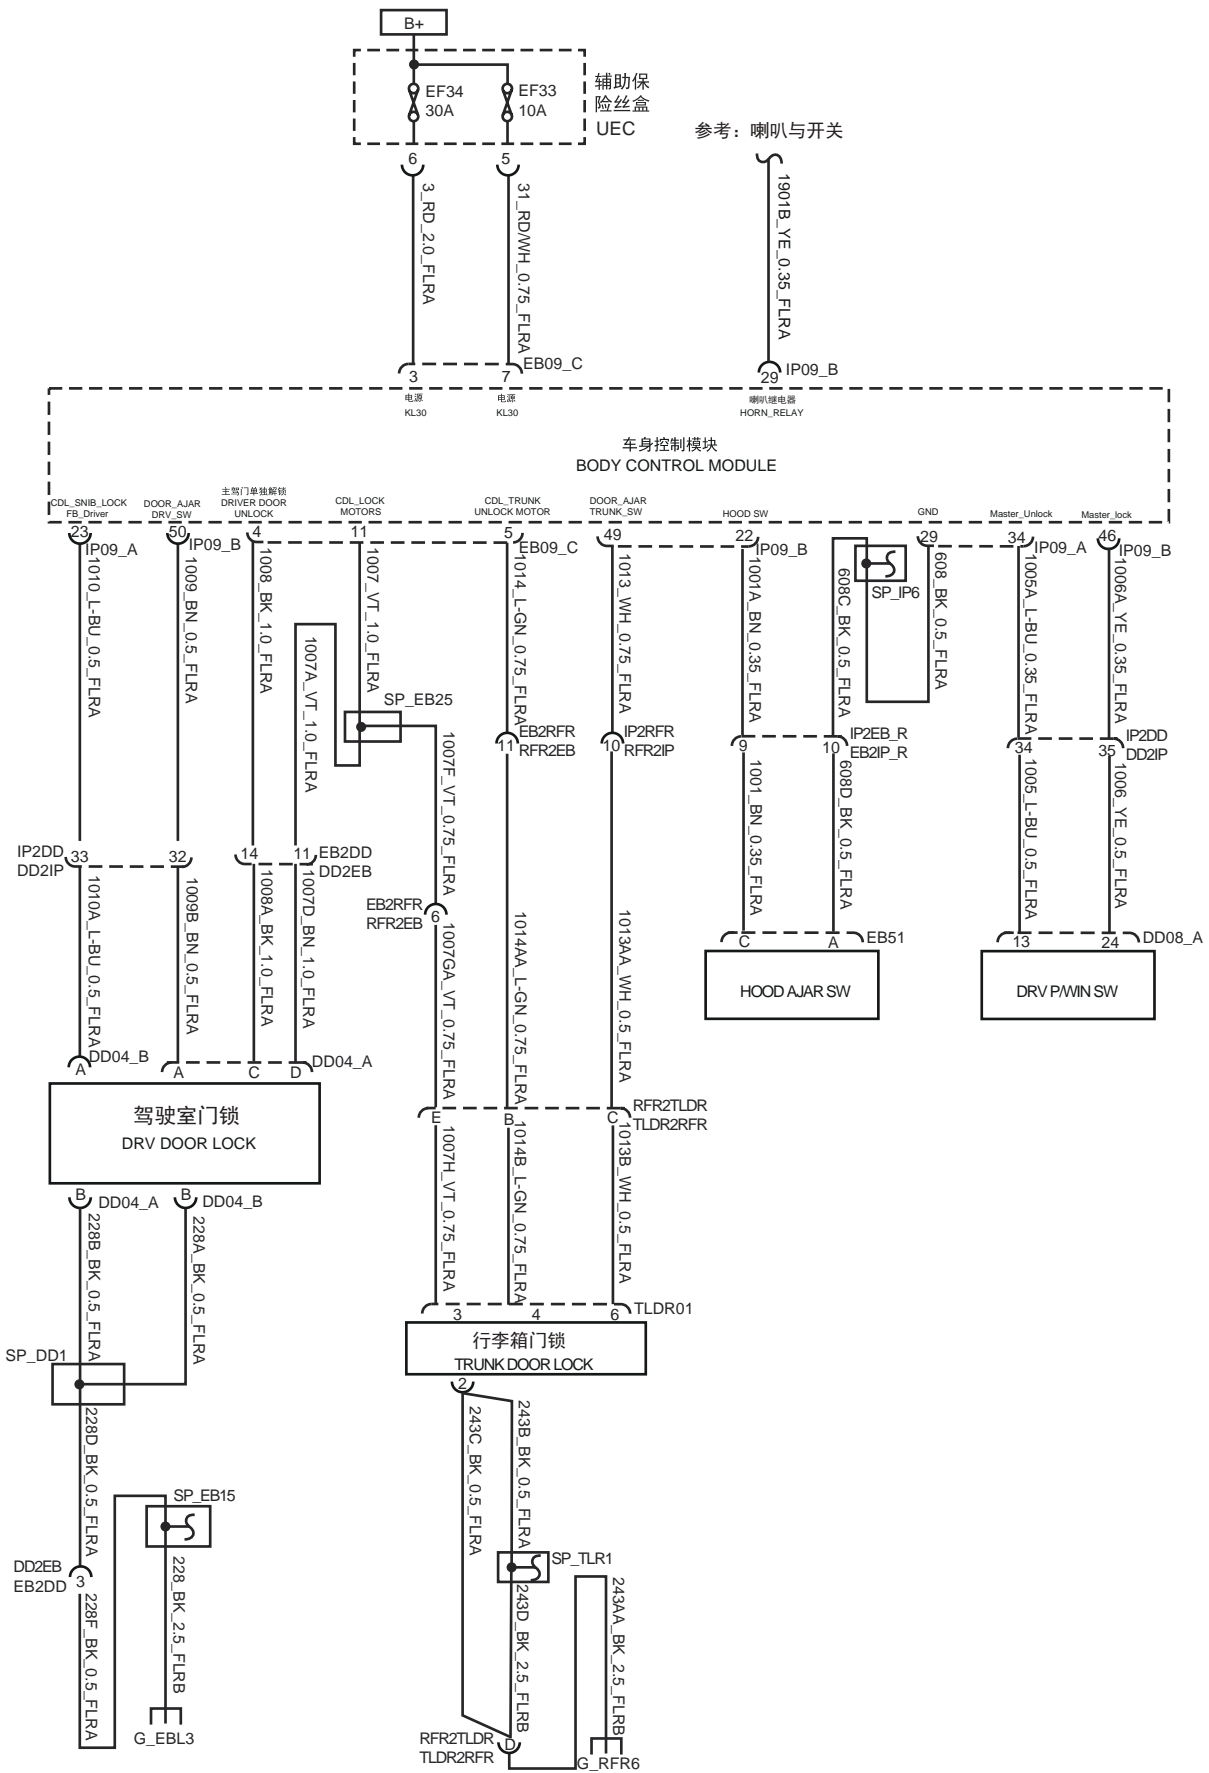 B+
EF34
30A
EF33
10A
辅助保
险丝盒
UEC
参考：喇叭与开关
6
5
3_RD_2.0_FLRA
31_RD/WH_0.75_FLRA
1901B_YE_0.35_FLRA
EB09_C
3
7
29
IP09_B
电源
KL30
电源
KL30
喇叭继电器
HORN_RELAY
车身控制模块
BODY CONTROL MODULE
CDL_SNIB_LOCK
FB_Driver
DOOR_AJAR
DRV_SW
主驾门单独解锁
DRIVER DOOR
UNLOCK
CDL_LOCK
MOTORS
CDL_TRUNK
UNLOCK MOTOR
DOOR_AJAR
TRUNK_SW
HOOD SW
GND
Master_Unlock
Master_lock
23
IP09_A
50
IP09_B
4
11
5
EB09_C
49
22
IP09_B
29
34
IP09_A
46
IP09_B
1010_L-BU_0.5_FLRA
1009_BN_0.5_FLRA
1008_BK_1.0_FLRA
1007A_VT_1.0_FLRA
1007_VT_1.0_FLRA
1014_L-GN_0.75_FLRA
1013_WH_0.75_FLRA
1001A_BN_0.35_FLRA
608C_BK_0.5_FLRA
SP_IP6
608_BK_0.5_FLRA
1005A_L-BU_0.35_FLRA
1006A_YE_0.35_FLRA
SP_EB25
1007F_VT_0.75_FLRA
11
EB2RFR
RFR2EB
10
IP2RFR
RFR2IP
9
10
IP2EB_R
EB2IP_R
34
35
IP2DD
DD2IP
1001_BN_0.35_FLRA
608D_BK_0.5_FLRA
1005_L-BU_0.5_FLRA
1006_YE_0.5_FLRA
IP2DD
DD2IP
33
32
14
11
EB2DD
DD2EB
1010A_L-BU_0.5_FLRA
1009B_BN_0.5_FLRA
1008A_BK_1.0_FLRA
1007D_BN_1.0_FLRA
EB2RFR
RFR2EB
6
1007GA_VT_0.75_FLRA
1014AA_L-GN_0.75_FLRA
1013AA_WH_0.5_FLRA
C
A
EB51
HOOD AJAR SW
13
24
DD08_A
DRV P/WIN SW
A
DD04_B
A
C
D
DD04_A
驾驶室门锁
DRV DOOR LOCK
E
B
C
RFR2TLDR
TLDR2RFR
1007H_VT_0.75_FLRA
1014B_L-GN_0.75_FLRA
1013B_WH_0.5_FLRA
B
DD04_A
B
DD04_B
228B_BK_0.5_FLRA
228A_BK_0.5_FLRA
3
4
6
TLDR01
行李箱门锁
TRUNK DOOR LOCK
SP_DD1
2
228D_BK_0.5_FLRA
243C_BK_0.5_FLRA
243B_BK_0.5_FLRA
SP_EB15
SP_TLR1
DD2EB
EB2DD
3
228F_BK_0.5_FLRA
228_BK_2.5_FLRB
243D_BK_2.5_FLRB
243AA_BK_2.5_FLRB
G_EBL3
RFR2TLDR
TLDR2RFR
D
G_RFR6